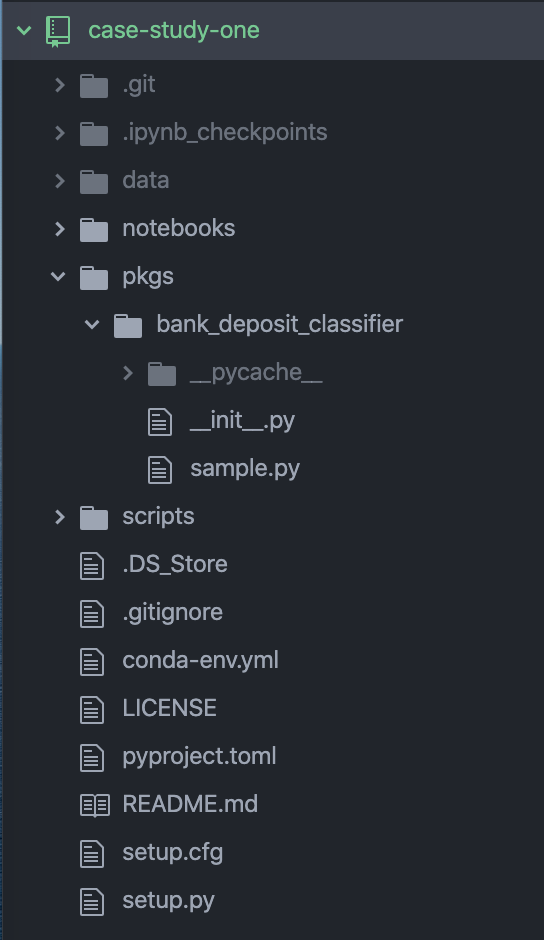 case-study-one
.git
.ipynb_checkpoints
data
notebooks
pkgs
bank_deposit_classifier
__pycache__
__init__.py
sample.py
scripts
.DS_Store
.gitignore
conda-env.yml
LICENSE
pyproject.toml
README.md
setup.cfg
setup.py